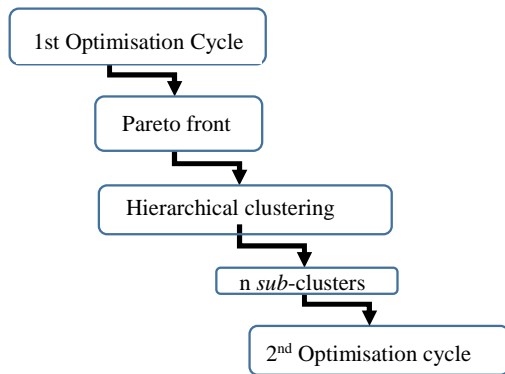 1st Optimisation Cycle
Pareto front
Hierarchical clustering
n sub-clusters
2nd Optimisation cycle